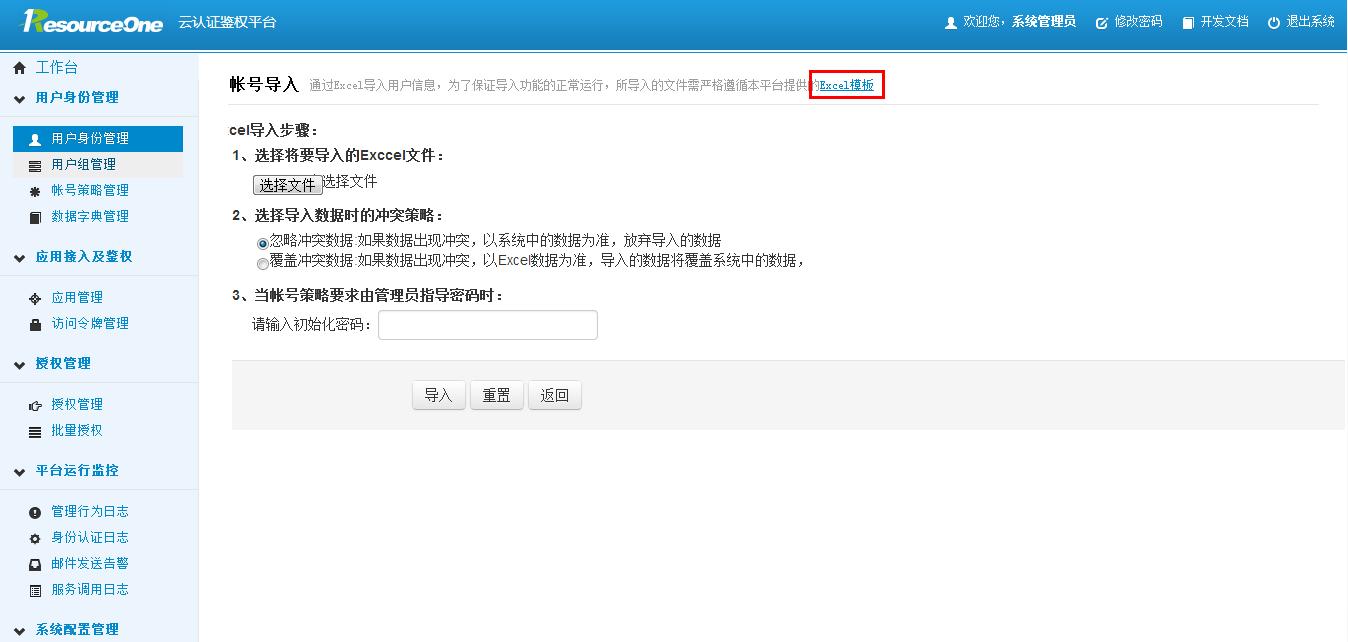 ResourceOne 云认证鉴权平台 欢迎您，系统管理员 修改密码 开发文档 退出系统
工作台
用户身份管理
用户身份管理
用户组管理
帐号策略管理
数据字典管理
应用接入及鉴权
应用管理
访问令牌管理
授权管理
授权管理
批量授权
平台运行监控
管理行为日志
身份认证日志
邮件发送告警
服务调用日志
系统配置管理
帐号导入 通过Excel导入用户信息，为了保证导入功能的正常运行，所导入的文件需严格遵循本平台提供的Excel模板
cel导入步骤：
1、选择将要导入的Exccel文件：
选择文件 选择文件
2、选择导入数据时的冲突策略：
忽略冲突数据:如果数据出现冲突，以系统中的数据为准，放弃导入的数据
覆盖冲突数据:如果数据出现冲突，以Excel数据为准，导入的数据将覆盖系统中的数据，
3、当帐号策略要求由管理员指导密码时：
请输入初始化密码：
导入 重置 返回